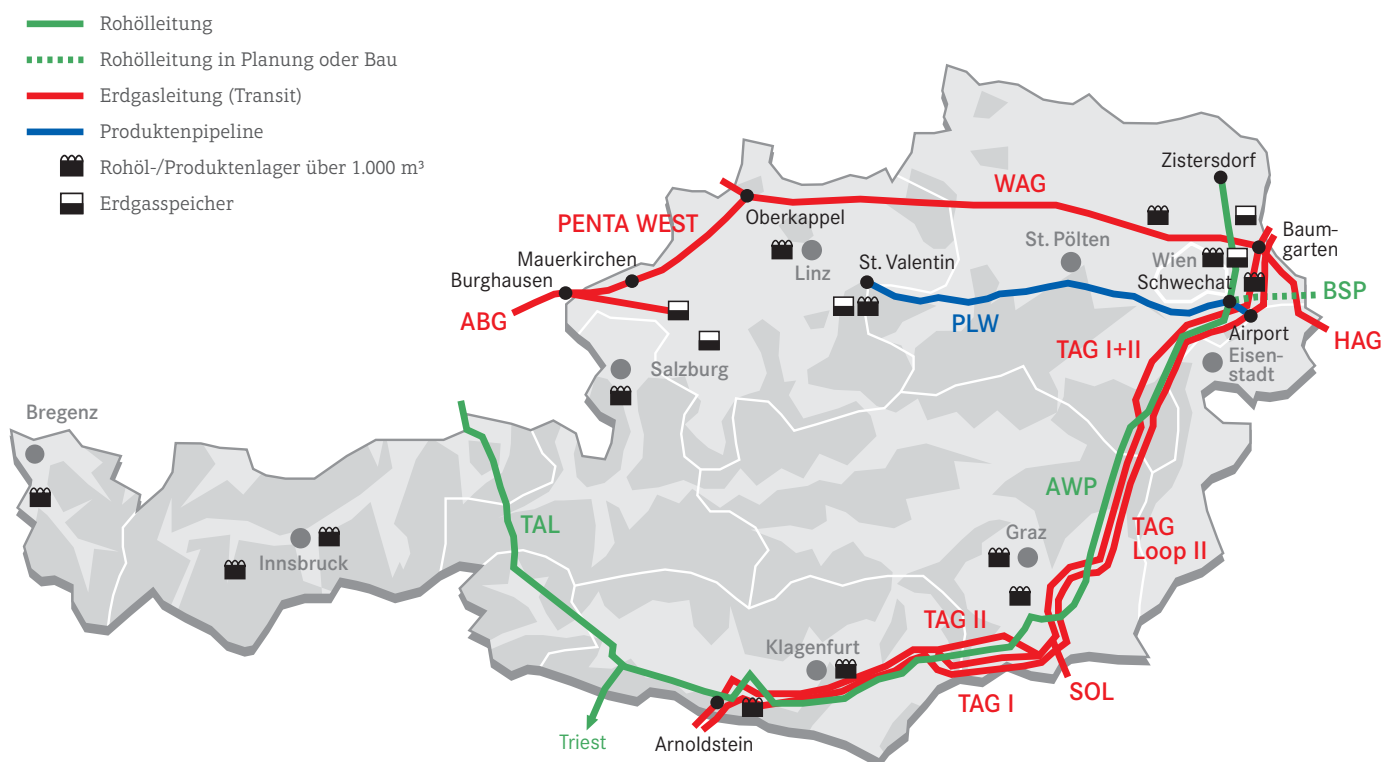 Rohölleitung
Rohölleitung in Planung oder Bau
Erdgasleitung (Transit)
Produktenpipeline
Rohöl-/Produktenlager über 1.000 m³
Erdgasspeicher
Zistersdorf
WAG
PENTA WEST
Oberkappel
Baum-
garten
St. Pölten
Linz
Wien
Mauerkirchen
St. Valentin
Burghausen
Schwechat
BSP
ABG
PLW
Airport
HAG
TAG I+II
Eisen-
stadt
Salzburg
Bregenz
AWP
TAL
TAG
Loop II
Graz
Innsbruck
TAG II
Klagenfurt
SOL
TAG I
Triest
Arnoldstein